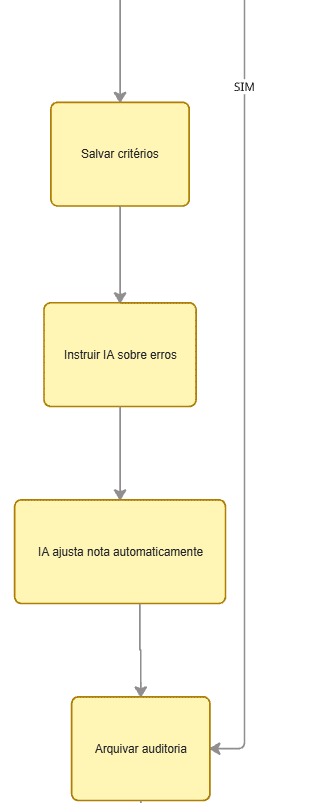 SIM
Salvar critérios
Instruir IA sobre erros
IA ajusta nota automaticamente
Arquivar auditoria